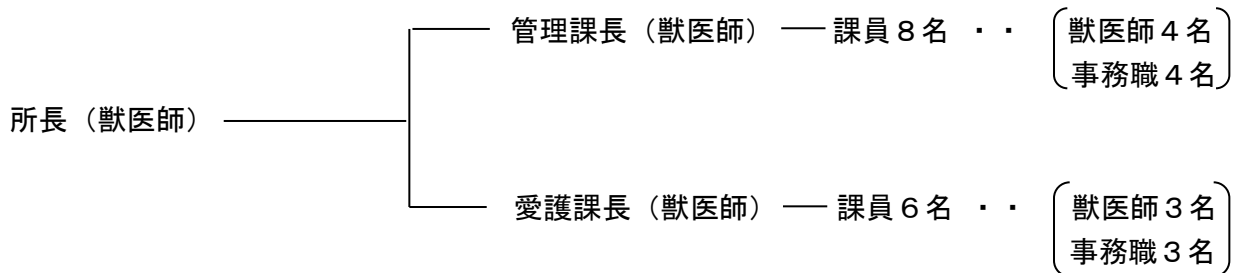 管理課長（獣医師） 課員８名 ・・ 獣医師４名
事務職４名
所長（獣医師）
愛護課長（獣医師） 課員６名 ・・ 獣医師３名
事務職３名